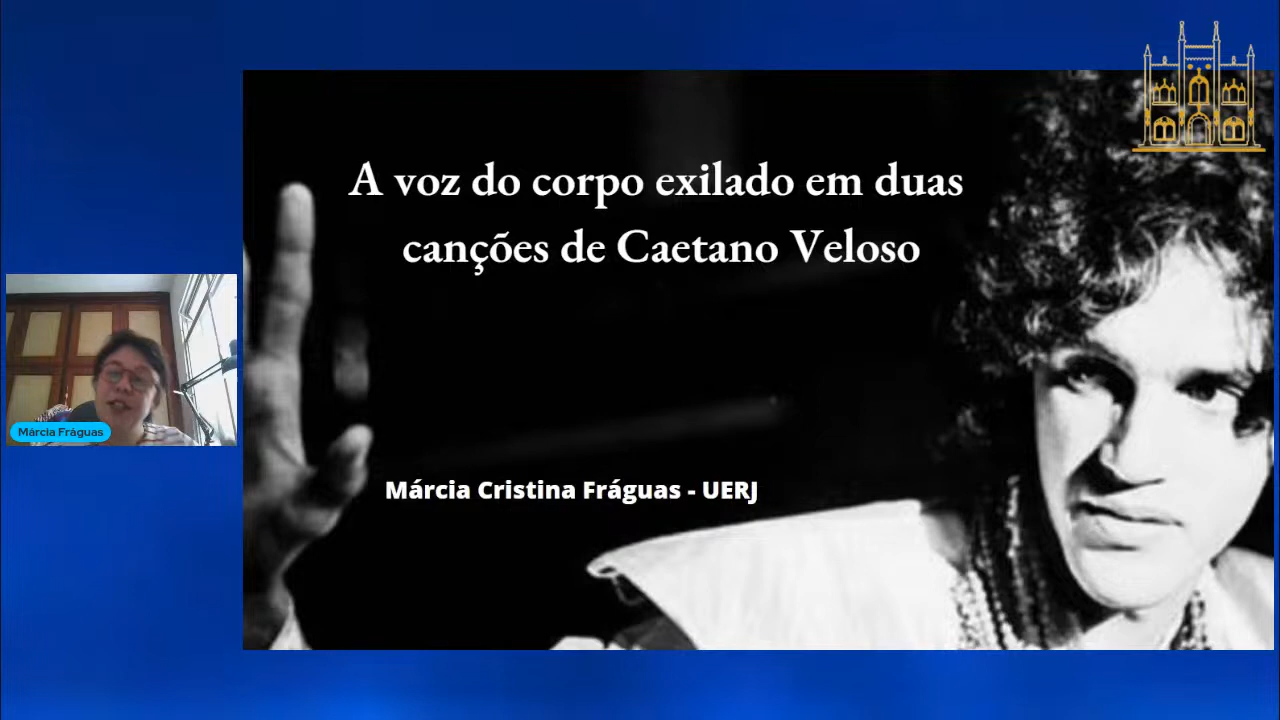 A voz do corpo exilado em duas
canções de Caetano Veloso
Márcia Cristina Fráguas - UERJ
Márcia Fráguas